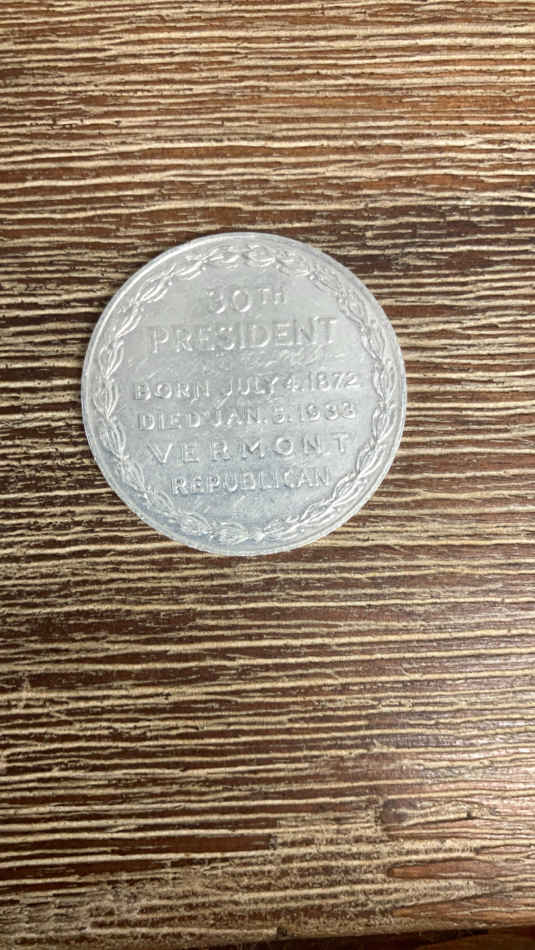 30TH
PRESIDENT
BORN JULY 4.1872
DIED JAN. 5.1933
VERMONT
REPUBLICAN